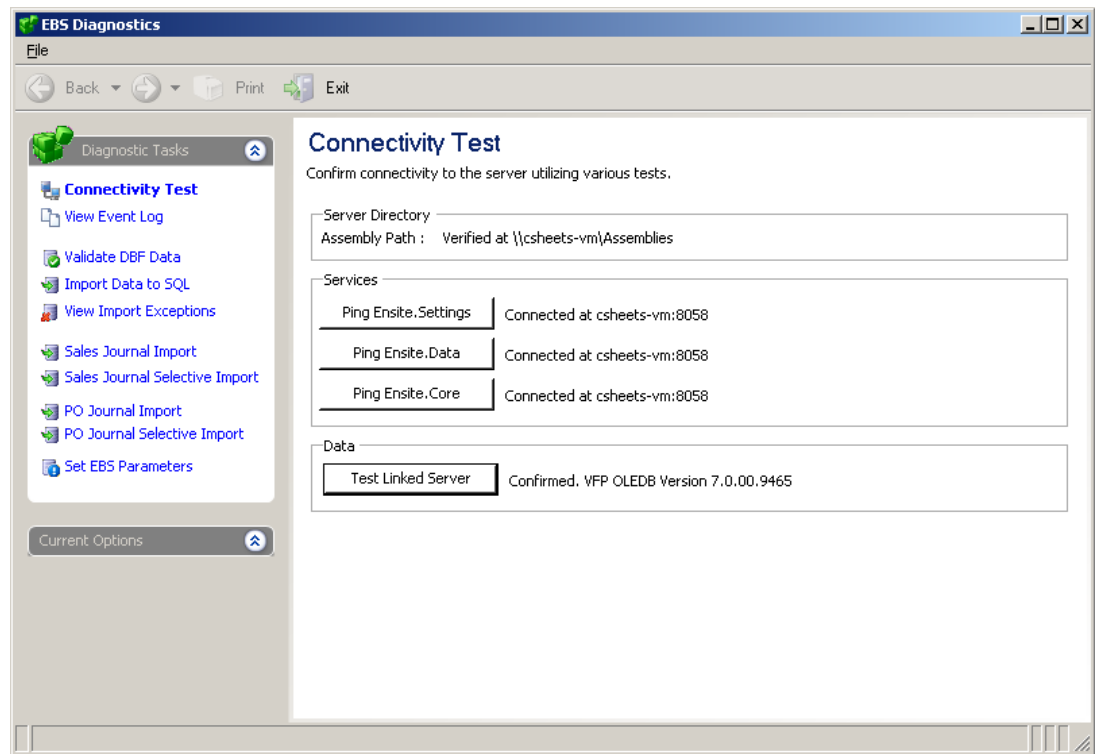 EBS Diagnostics
File
Back
Print
Exit
Diagnostic Tasks
Connectivity Test
View Event Log
Validate DBF Data
Import Data to SQL
View Import Exceptions
Sales Journal Import
Sales Journal Selective Import
PO Journal Import
PO Journal Selective Import
Set EBS Parameters
Current Options
Connectivity Test
Confirm connectivity to the server utilizing various tests.
Server Directory
Assembly Path : Verified at \\csheets-vm\Assemblies
Services
Ping Ensite.Settings Connected at csheets-vm:8058
Ping Ensite.Data Connected at csheets-vm:8058
Ping Ensite.Core Connected at csheets-vm:8058
Data
Test Linked Server Confirmed. VFP OLEDB Version 7.0.00.9465